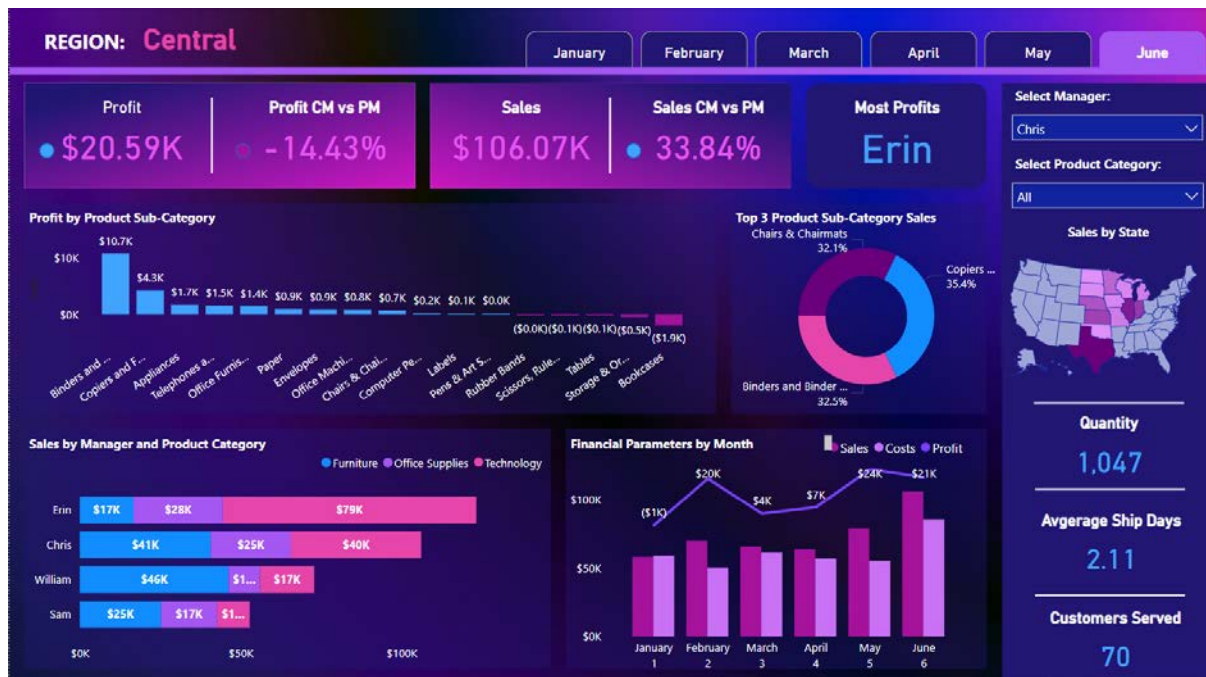 REGION: Central
January February March April May June
Profit
$20.59K
Profit CM vs PM
-14.43%
Sales
$106.07K
Sales CM vs PM
33.84%
Most Profits
Erin
Select Manager:
Chris
Select Product Category:
All
Sales by State
Quantity
1,047
Avgerage Ship Days
2.11
Customers Served
70
Profit by Product Sub-Category
$10K
$0K
$10.7K $4.3K $1.7K $1.5K $1.4K $0.9K $0.9K $0.8K $0.7K $0.2K $0.1K $0.0K ($0.0K) ($0.1K) ($0.1K) ($0.5K) ($1.9K)
Binders and ...
Copiers and F...
Appliances
Telephones a...
Office Furnis...
Paper
Envelopes
Office Machi...
Chairs & Chai...
Computer Pe...
Labels
Pens & Art S...
Rubber Bands
Scissors, Rule...
Tables
Storage & Or...
Bookcases
Top 3 Product Sub-Category Sales
Chairs & Chairmats
32.1%
Copiers ...
35.4%
Binders and Binder ...
32.5%
Sales by Manager and Product Category
Furniture Office Supplies Technology
Erin $17K $28K $79K
Chris $41K $25K $40K
William $46K $1... $17K
Sam $25K $17K $1...
$0K $50K $100K
Financial Parameters by Month
Sales Costs Profit
$100K
$50K
$0K
($1K) $20K $4K $7K $24K $21K
January February March April May June
1 2 3 4 5 6